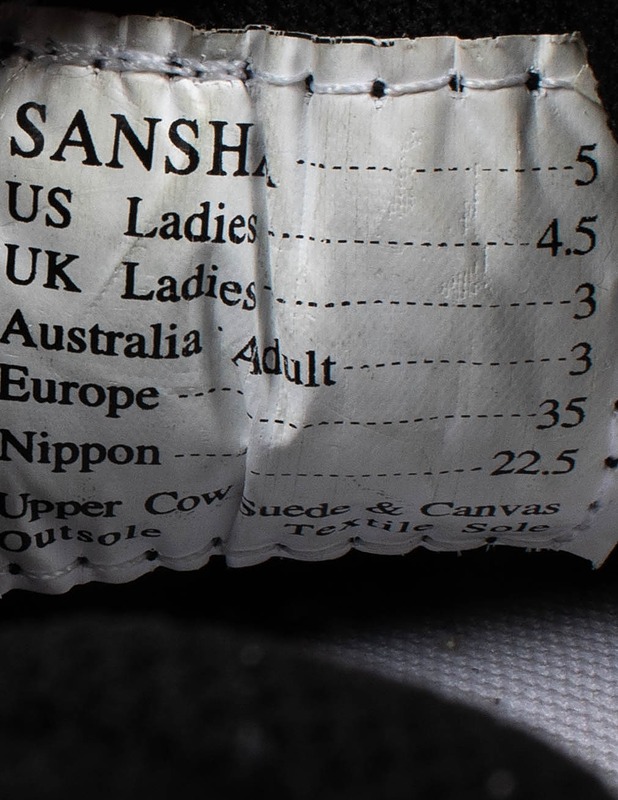 SANSHA ---------------------- 5
US Ladies ---------------------- 4.5
UK Ladies ---------------------- 3
Australia Adult ---------------------- 3
Europe ---------------------- 35
Nippon ---------------------- 22.5
Upper Cow Suede & Canvas
Outsole Textile Sole